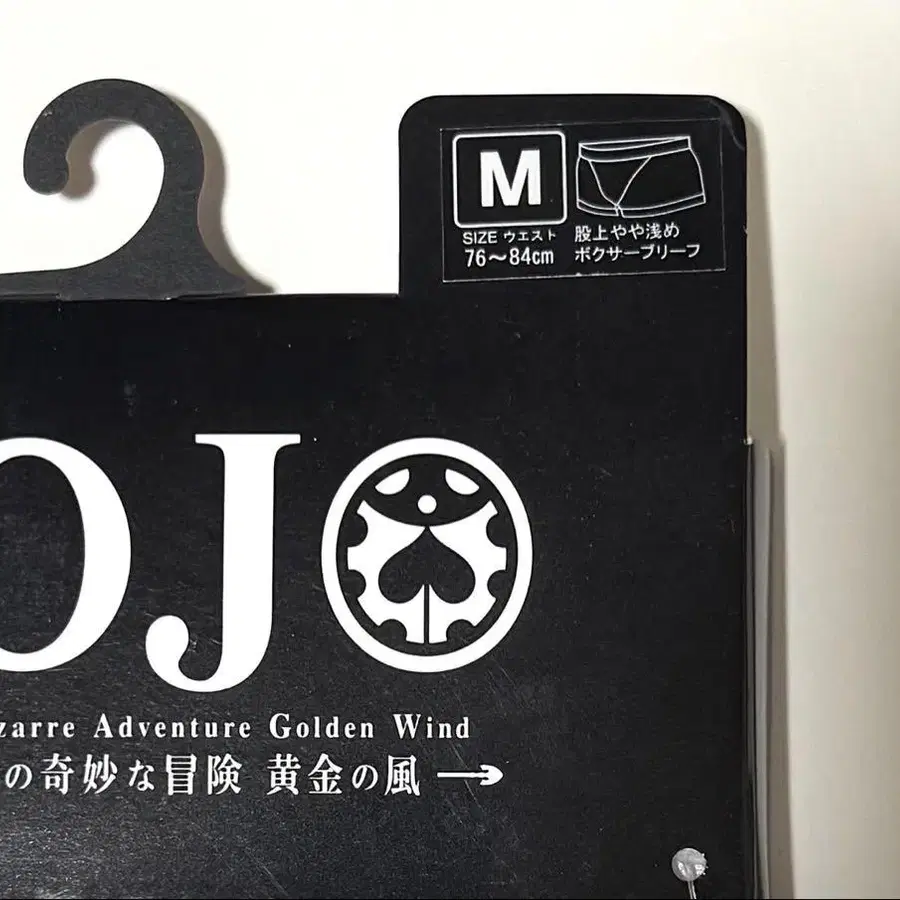 M
SIZE ウエスト
76〜84cm
股上やや浅め
ボクサーブリーフ
OJO
zarre Adventure Golden Wind
の奇妙な冒険 黄金の風